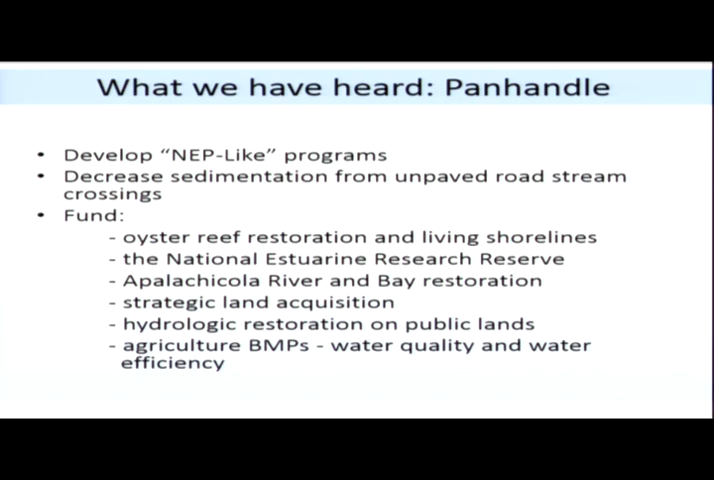 What we have heard: Panhandle
• Develop “NEP-Like” programs
• Decrease sedimentation from unpaved road stream
crossings
• Fund:
- oyster reef restoration and living shorelines
- the National Estuarine Research Reserve
- Apalachicola River and Bay restoration
- strategic land acquisition
- hydrologic restoration on public lands
- agriculture BMPs - water quality and water
efficiency